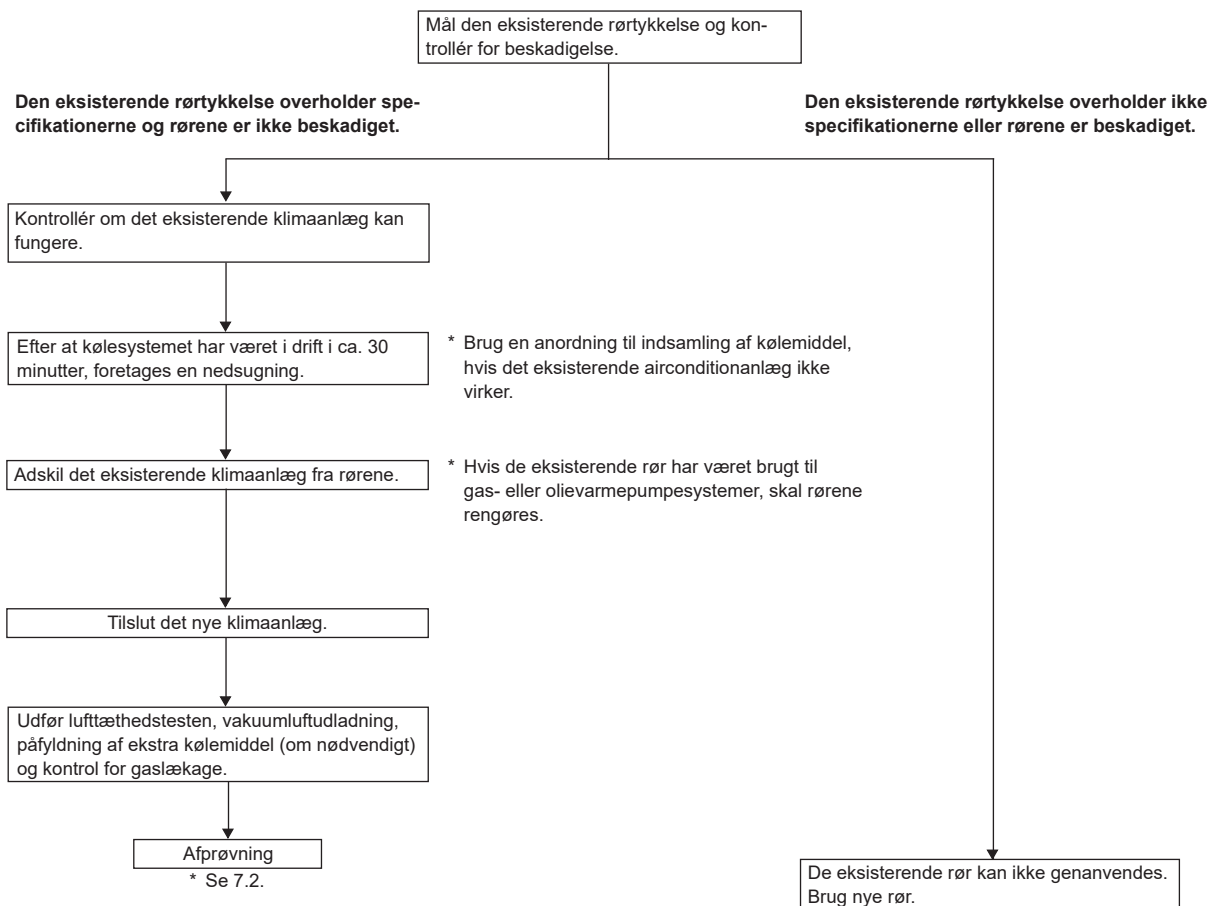 Mål den eksisterende rørtykkelse og kon-
trollér for beskadigelse.
Den eksisterende rørtykkelse overholder spe-
cifikationerne og rørene er ikke beskadiget.
Den eksisterende rørtykkelse overholder ikke
specifikationerne eller rørene er beskadiget.
Kontrollér om det eksisterende klimaanlæg kan
fungere.
Efter at kølesystemet har været i drift i ca. 30
minutter, foretages en nedsugning.
* Brug en anordning til indsamling af kølemiddel,
hvis det eksisterende airconditionanlæg ikke
virker.
Adskil det eksisterende klimaanlæg fra rørene.
* Hvis de eksisterende rør har været brugt til
gas- eller olievarmepumpesystemer, skal rørene
rengøres.
Tilslut det nye klimaanlæg.
Udfør lufttæthedstesten, vakuumluftudladning,
påfyldning af ekstra kølemiddel (om nødvendigt)
og kontrol for gaslækage.
Afprøvning
* Se 7.2.
De eksisterende rør kan ikke genanvendes.
Brug nye rør.